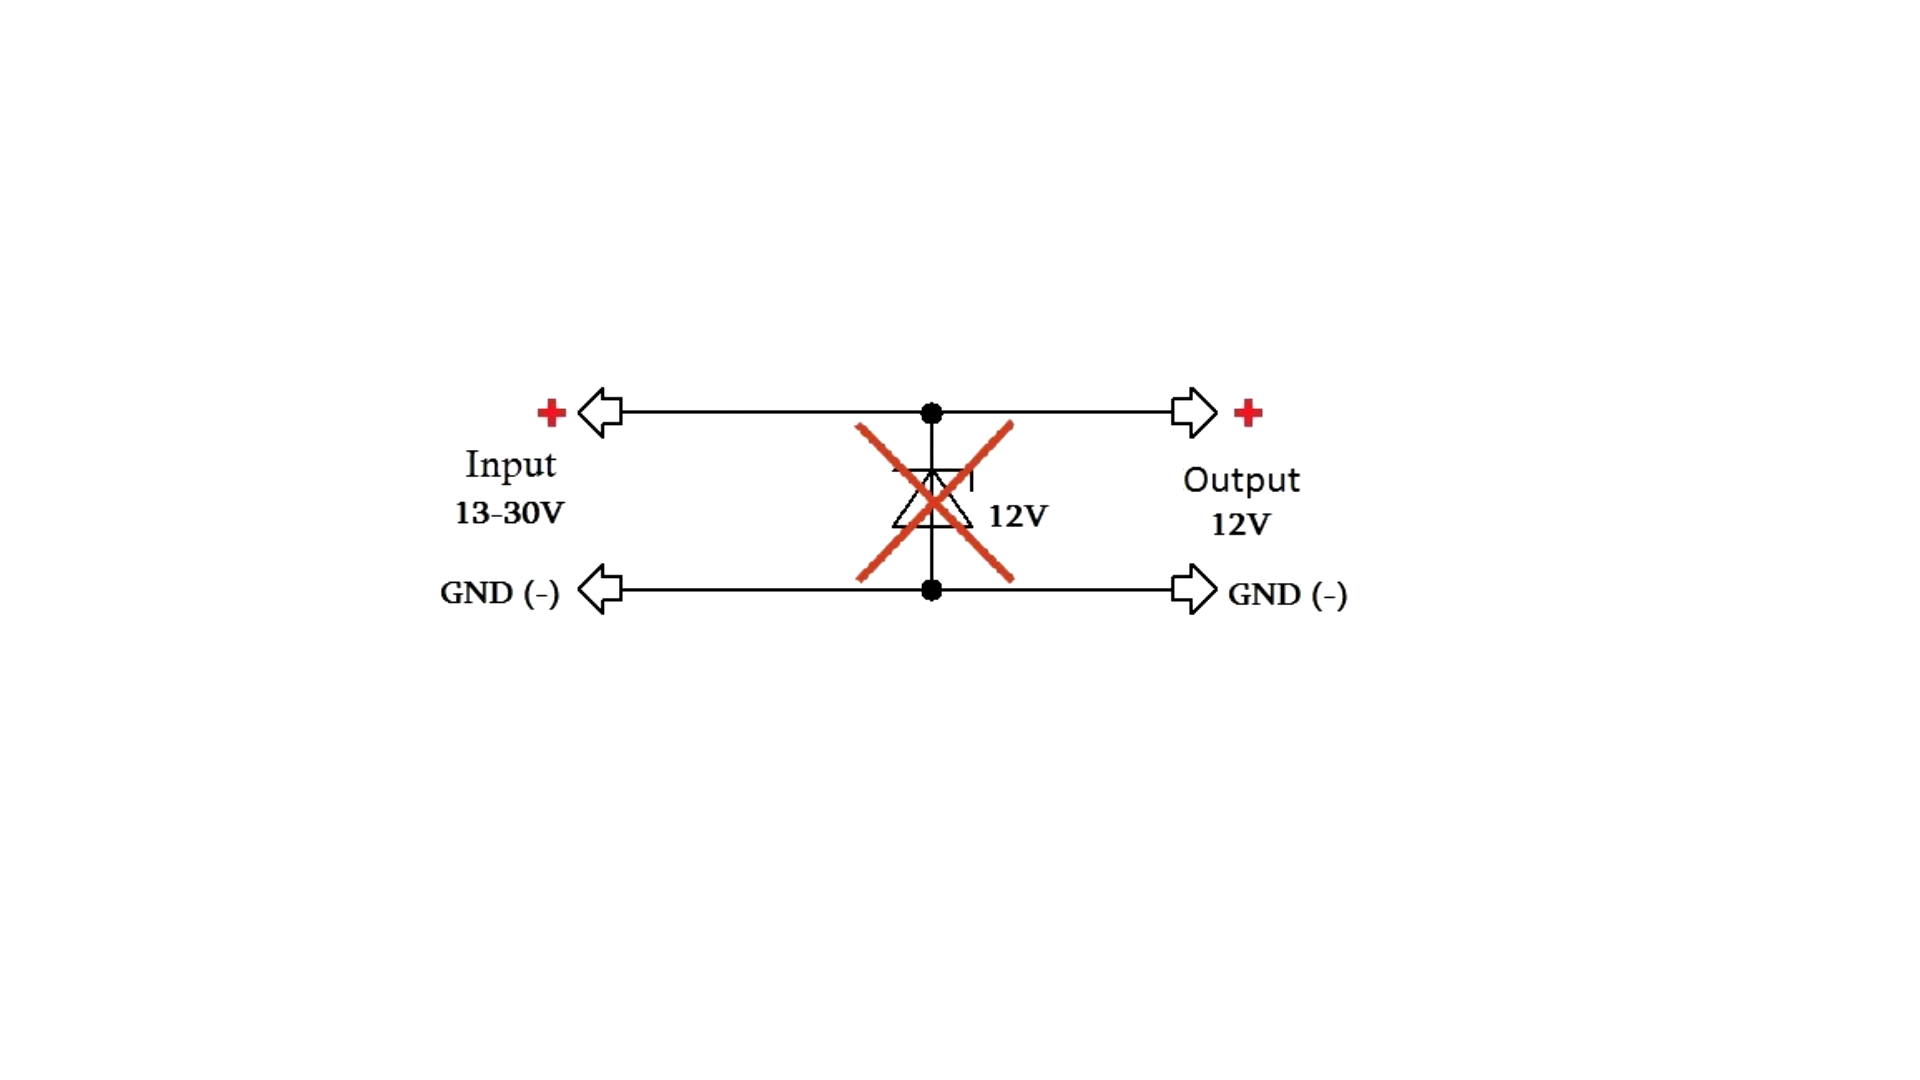 +
+
Input
13-30V
12V
Output
12V
GND (-)
GND (-)